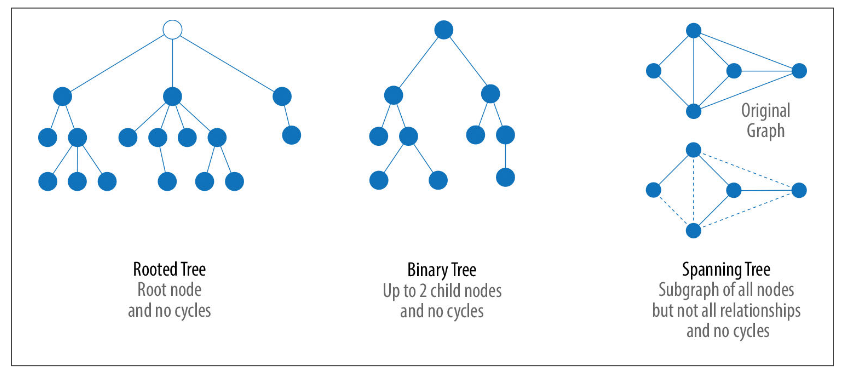 Original
Graph
Rooted Tree
Root node
and no cycles
Binary Tree
Up to 2 child nodes
and no cycles
Spanning Tree
Subgraph of all nodes
but not all relationships
and no cycles